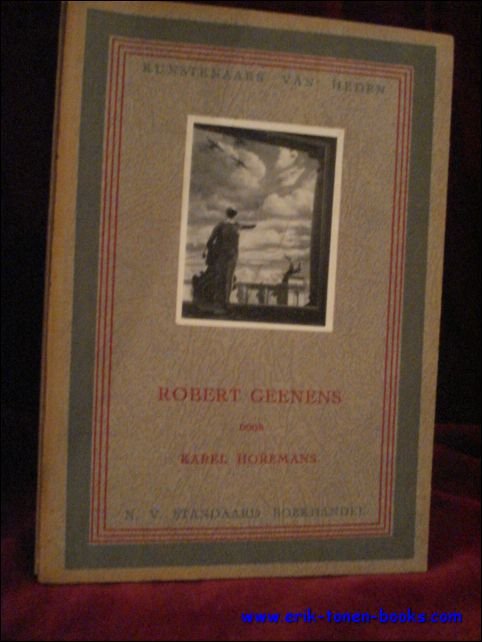 KUNSTENAARS VAN HEDEN
ROBERT GEENENS
DOOR
KAREL HOREMANS
N. V. STANDAARD BOEKHANDEL
www.erik-tonen-books.com